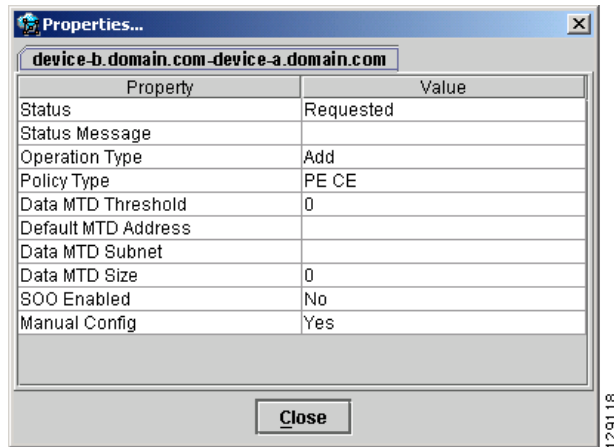 Properties...
device-b.domain.com-device-a.domain.com
Property Value
Status Requested
Status Message
Operation Type Add
Policy Type PE CE
Data MTD Threshold 0
Default MTD Address
Data MTD Subnet
Data MTD Size 0
SOO Enabled No
Manual Config Yes
Close
129118